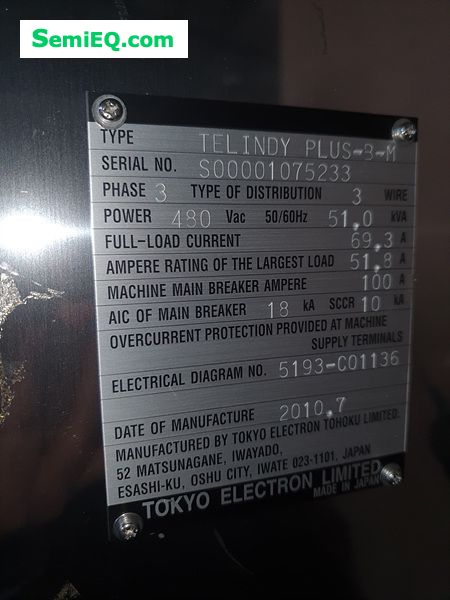 SemiEQ.com
TYPE TELINDY PLUS-B-M
SERIAL NO. S00001075233
PHASE 3 TYPE OF DISTRIBUTION 3 WIRE
POWER 480 Vac 50/60Hz 51.0 kVA
FULL-LOAD CURRENT 69.3 A
AMPERE RATING OF THE LARGEST LOAD 51.8 A
MACHINE MAIN BREAKER AMPERE 100 A
AIC OF MAIN BREAKER 18 kA SCCR 10 kA
OVERCURRENT PROTECTION PROVIDED AT MACHINE
SUPPLY TERMINALS
ELECTRICAL DIAGRAM NO. 5193-C01136
DATE OF MANUFACTURE 2010.7
MANUFACTURED BY TOKYO ELECTRON TOHOKU LIMITED.
52 MATSUNAGANE, IWAYADO,
ESASHI-KU, OSHU CITY, IWATE 023-1101, JAPAN
TOKYO ELECTRON LIMITED
MADE IN JAPAN